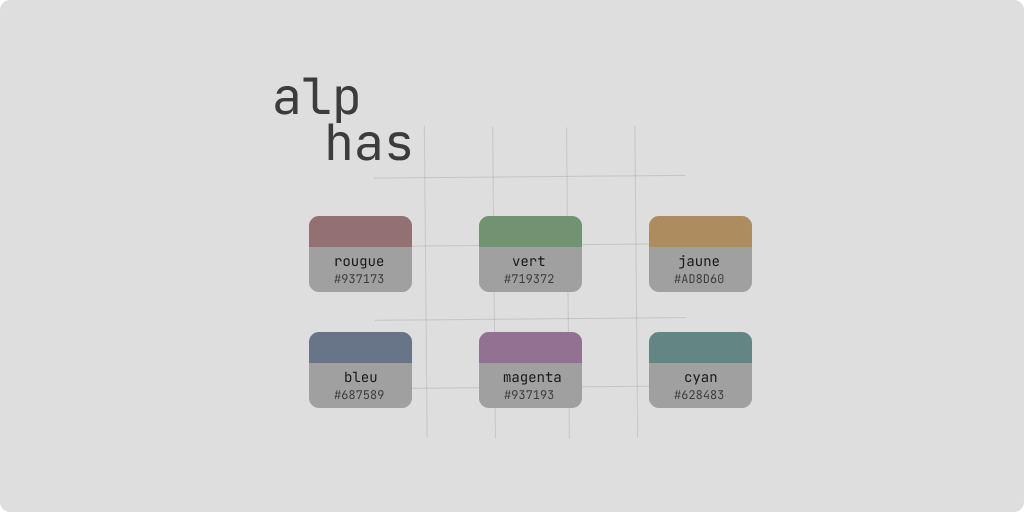 alp
has
rougue
#937173
vert
#719372
jaune
#AD8D60
bleu
#687589
magenta
#937193
cyan
#628483